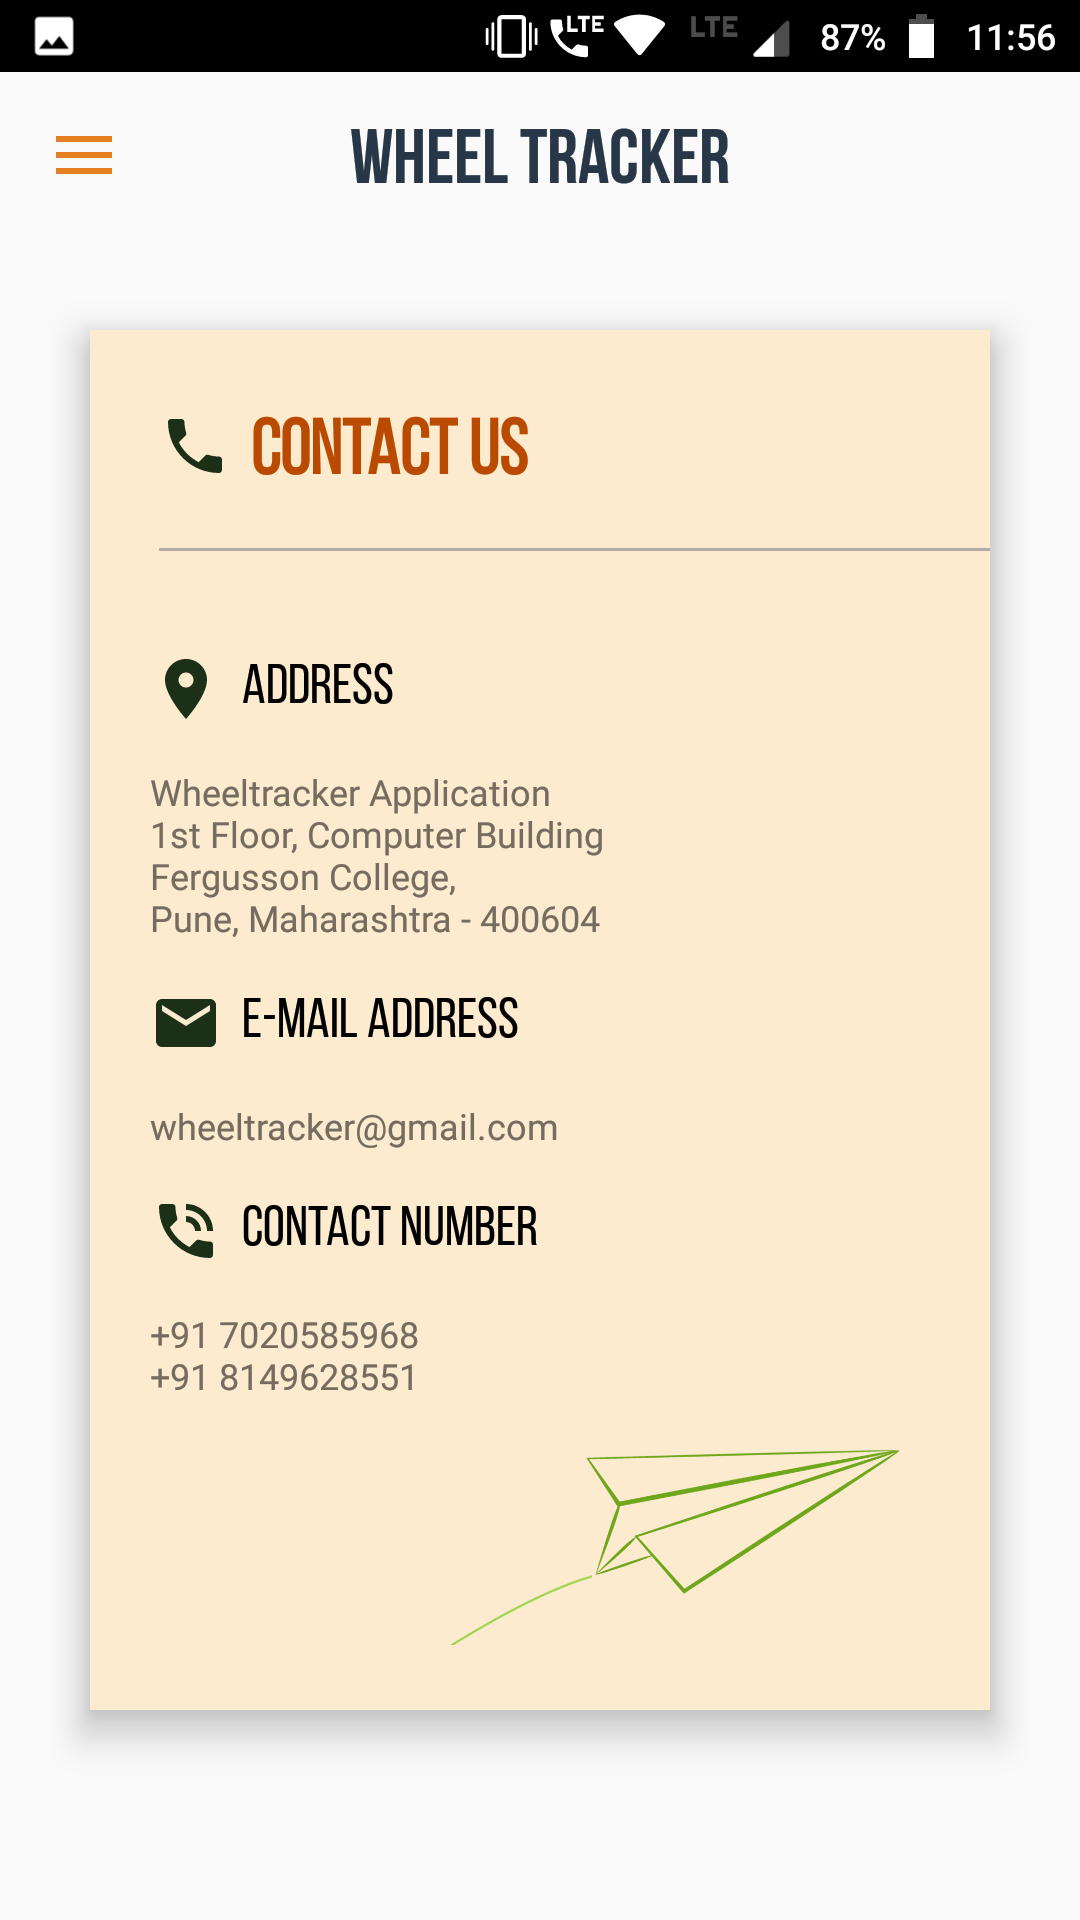 LTE LTE 87% 11:56
WHEEL TRACKER
CONTACT US
ADDRESS
Wheeltracker Application
1st Floor, Computer Building
Fergusson College,
Pune, Maharashtra - 400604
E-MAIL ADDRESS
wheeltracker@gmail.com
CONTACT NUMBER
+91 7020585968
+91 8149628551